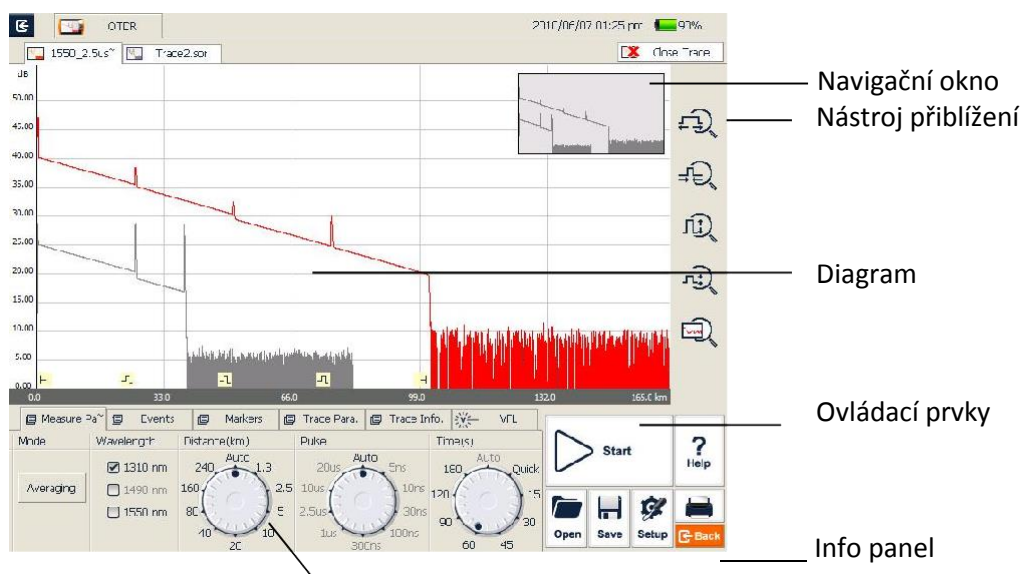 OTDR 2010/06/07 01:25 pm 90%
1550_2.5us~ Trace2.sor Close Trace
dB
50.00
45.00
40.00
35.00
30.00
25.00
20.00
15.00
10.00
5.00
0.00
0.0 33.0 66.0 99.0 132.0 165.0 km
Navigační okno
Nástroj přiblížení
Diagram
Ovládací prvky
Info panel
Measure Pa~ Events Markers Trace Para. Trace Info. VFL
Mode Wavelength Distance(km) Pulse Time(s)
Averaging
1310 nm
1490 nm
1550 nm
Auto 1.3 2.5 5 10 20 40 80 160 240
Auto 5ns 10ns 30ns 100ns 300ns 1us 2.5us 10us 20us
Auto Quick 15 30 45 60 90 120 180
Start
? Help
Open Save Setup Back